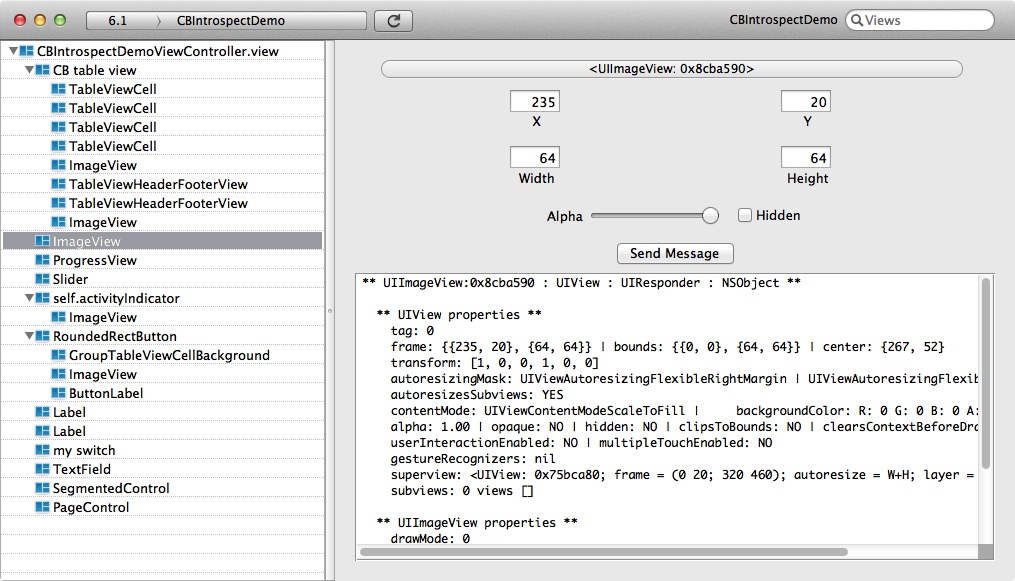 6.1 〉 CBIntrospectDemo
CBIntrospectDemo
Views
CBIntrospectDemoViewController.view
CB table view
TableViewCell
TableViewCell
TableViewCell
TableViewCell
ImageView
TableViewHeaderFooterView
TableViewHeaderFooterView
ImageView
ImageView
ProgressView
Slider
self.activityIndicator
ImageView
RoundedRectButton
GroupTableViewCellBackground
ImageView
ButtonLabel
Label
Label
my switch
TextField
SegmentedControl
PageControl
<UIImageView: 0x8cba590>
235 20
X Y
64 64
Width Height
Alpha Hidden
Send Message
** UIImageView:0x8cba590 : UIView : UIResponder : NSObject **
** UIView properties **
tag: 0
frame: {{235, 20}, {64, 64}} | bounds: {{0, 0}, {64, 64}} | center: {267, 52}
transform: [1, 0, 0, 1, 0, 0]
autoresizingMask: UIViewAutoresizingFlexibleRightMargin | UIViewAutoresizingFlexib
autoresizesSubviews: YES
contentMode: UIViewContentModeScaleToFill | backgroundColor: R: 0 G: 0 B: 0 A:
alpha: 1.00 | opaque: NO | hidden: NO | clipsToBounds: NO | clearsContextBeforeDra
userInteractionEnabled: NO | multipleTouchEnabled: NO
gestureRecognizers: nil
superview: <UIView: 0x75bca80; frame = (0 20; 320 460); autoresize = W+H; layer =
subviews: 0 views []
** UIImageView properties **
drawMode: 0